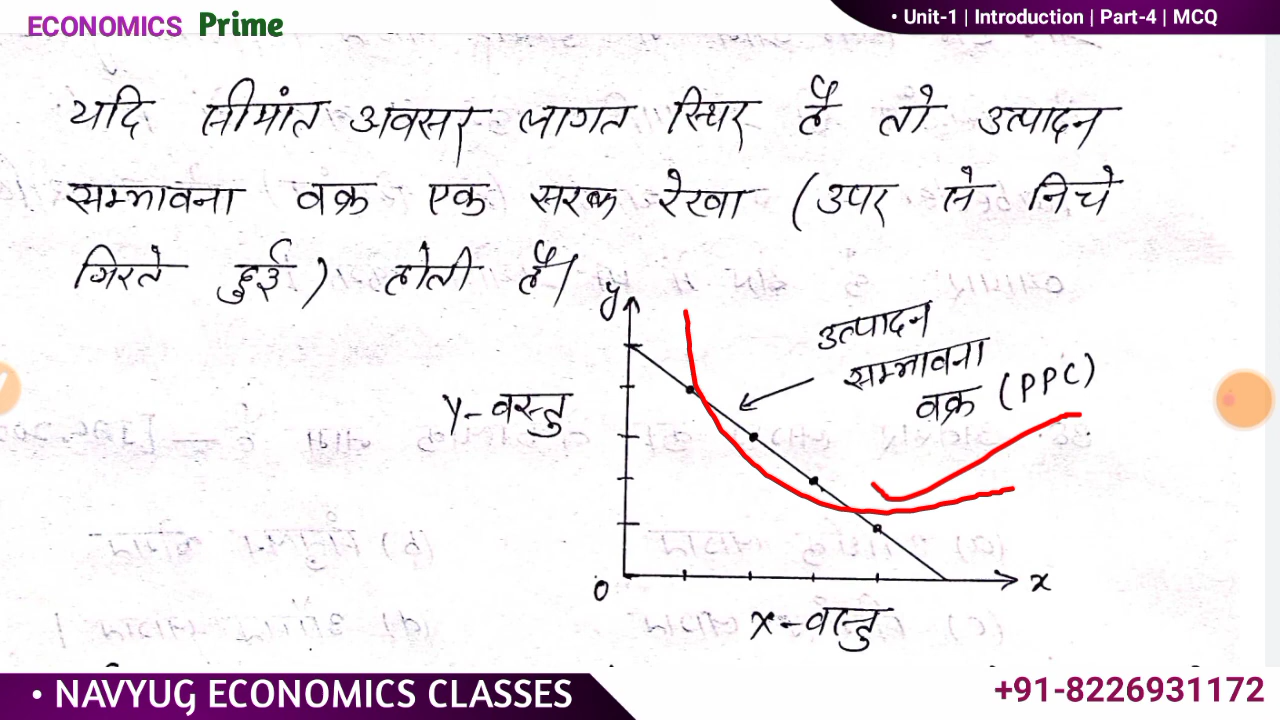 ECONOMICS Prime
• Unit-1 | Introduction | Part-4 | MCQ
यदि सीमांत अवसर लागत स्थिर है तो उत्पादन
सम्भावना वक्र एक सरल रेखा (उपर से निचे
गिरते हुई) होती है।
y
उत्पादन
सम्भावना
वक्र (PPC)
y-वस्तु
0
x
x-वस्तु
• NAVYUG ECONOMICS CLASSES
+91-8226931172